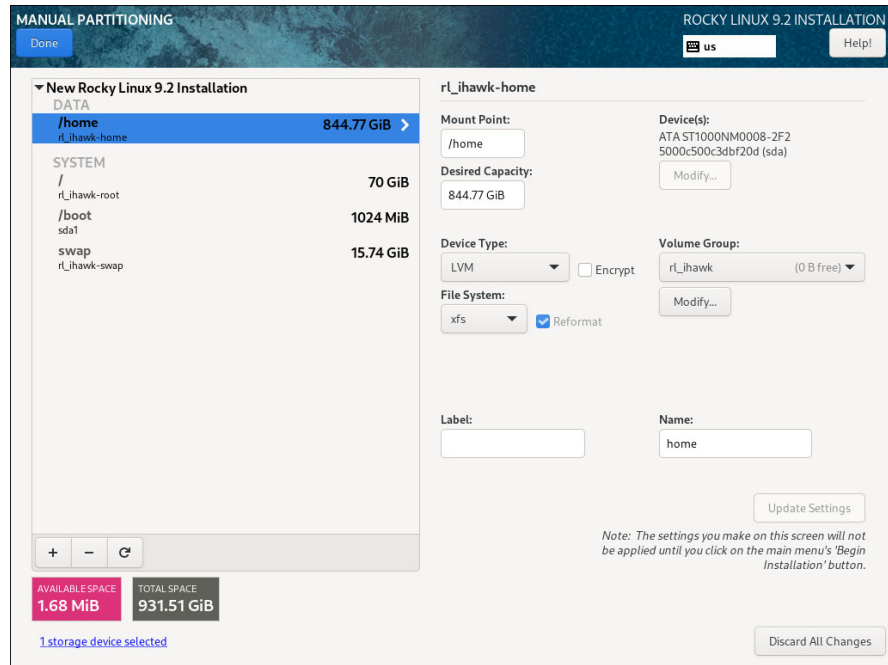 MANUAL PARTITIONING
ROCKY LINUX 9.2 INSTALLATION
Done
us
Help!
New Rocky Linux 9.2 Installation
DATA
/home
844.77 GiB
rl_ihawk-home
SYSTEM
/
70 GiB
rl_ihawk-root
/boot
1024 MiB
sda1
swap
15.74 GiB
rl_ihawk-swap
+ −
AVAILABLE SPACE
1.68 MiB
TOTAL SPACE
931.51 GiB
1 storage device selected
rl_ihawk-home
Mount Point:
/home
Device(s):
ATA ST1000NM0008-2F2
5000c500c3dbf20d (sda)
Modify...
Desired Capacity:
844.77 GiB
Device Type:
LVM
Encrypt
Volume Group:
rl_ihawk (0 B free)
Modify...
File System:
xfs
Reformat
Label:
Name:
home
Update Settings
Note: The settings you make on this screen will not
be applied until you click on the main menu's 'Begin
Installation' button.
Discard All Changes